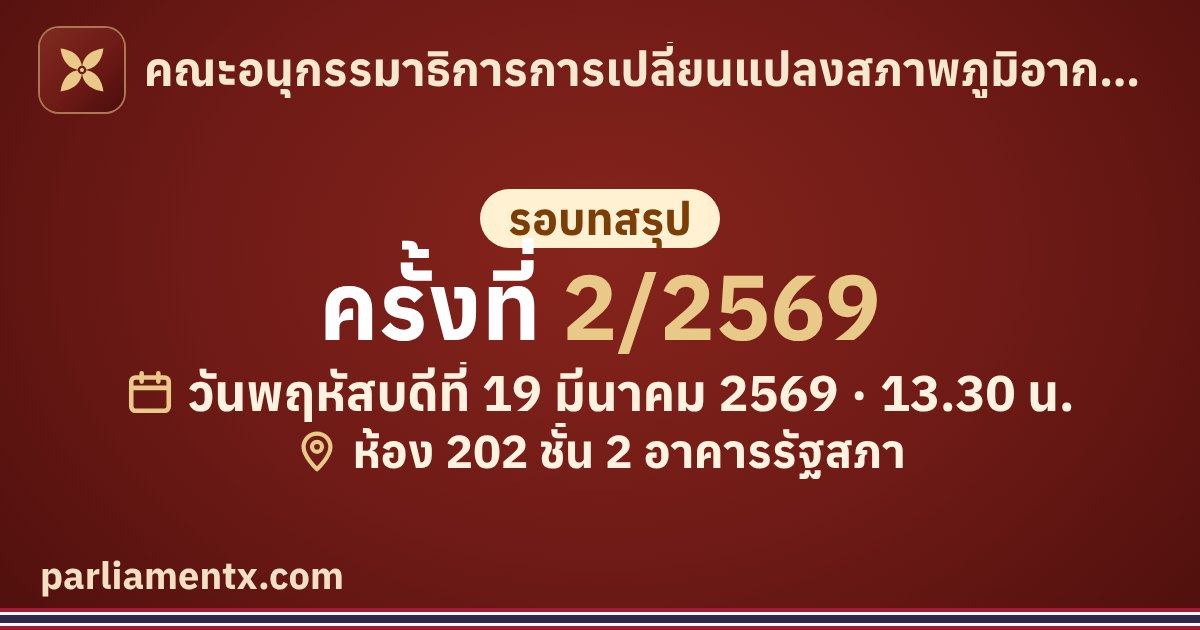 คณะอนุกรรมาธิการการเปลี่ยนแปลงสภาพภูมิอาก...
รอบทสรุป
ครั้งที่ 2/2569
วันพฤหัสบดีที่ 19 มีนาคม 2569 · 13.30 น.
ห้อง 202 ชั้น 2 อาคารรัฐสภา
parliamentx.com